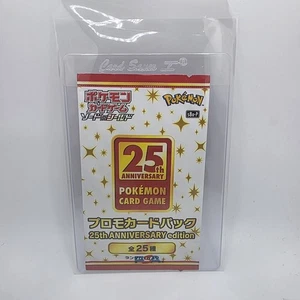 Card Saver I
ポケモン
カードゲーム
ソード&シールド
Pokémon
s8a-P
25th
ANNIVERSARY
POKÉMON
CARD GAME
プロモカードパック
25th ANNIVERSARY edition
全25種